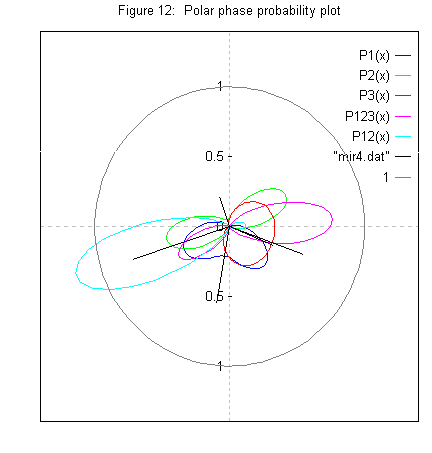 Figure 12: Polar phase probability plot
P1(x)
1
P2(x)
P3(x)
P123(x)
P12(x)
0.5
"mir4.dat"
1
0
0.5
1